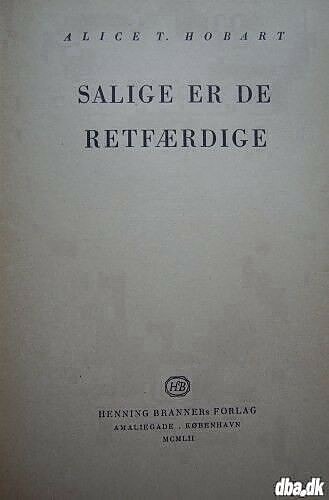 ALICE T. HOBART
SALIGE ER DE
RETFÆRDIGE
HB
HENNING BRANNERs FORLAG
AMALIEGADE . KØBENHAVN
MCMLII
dba.dk